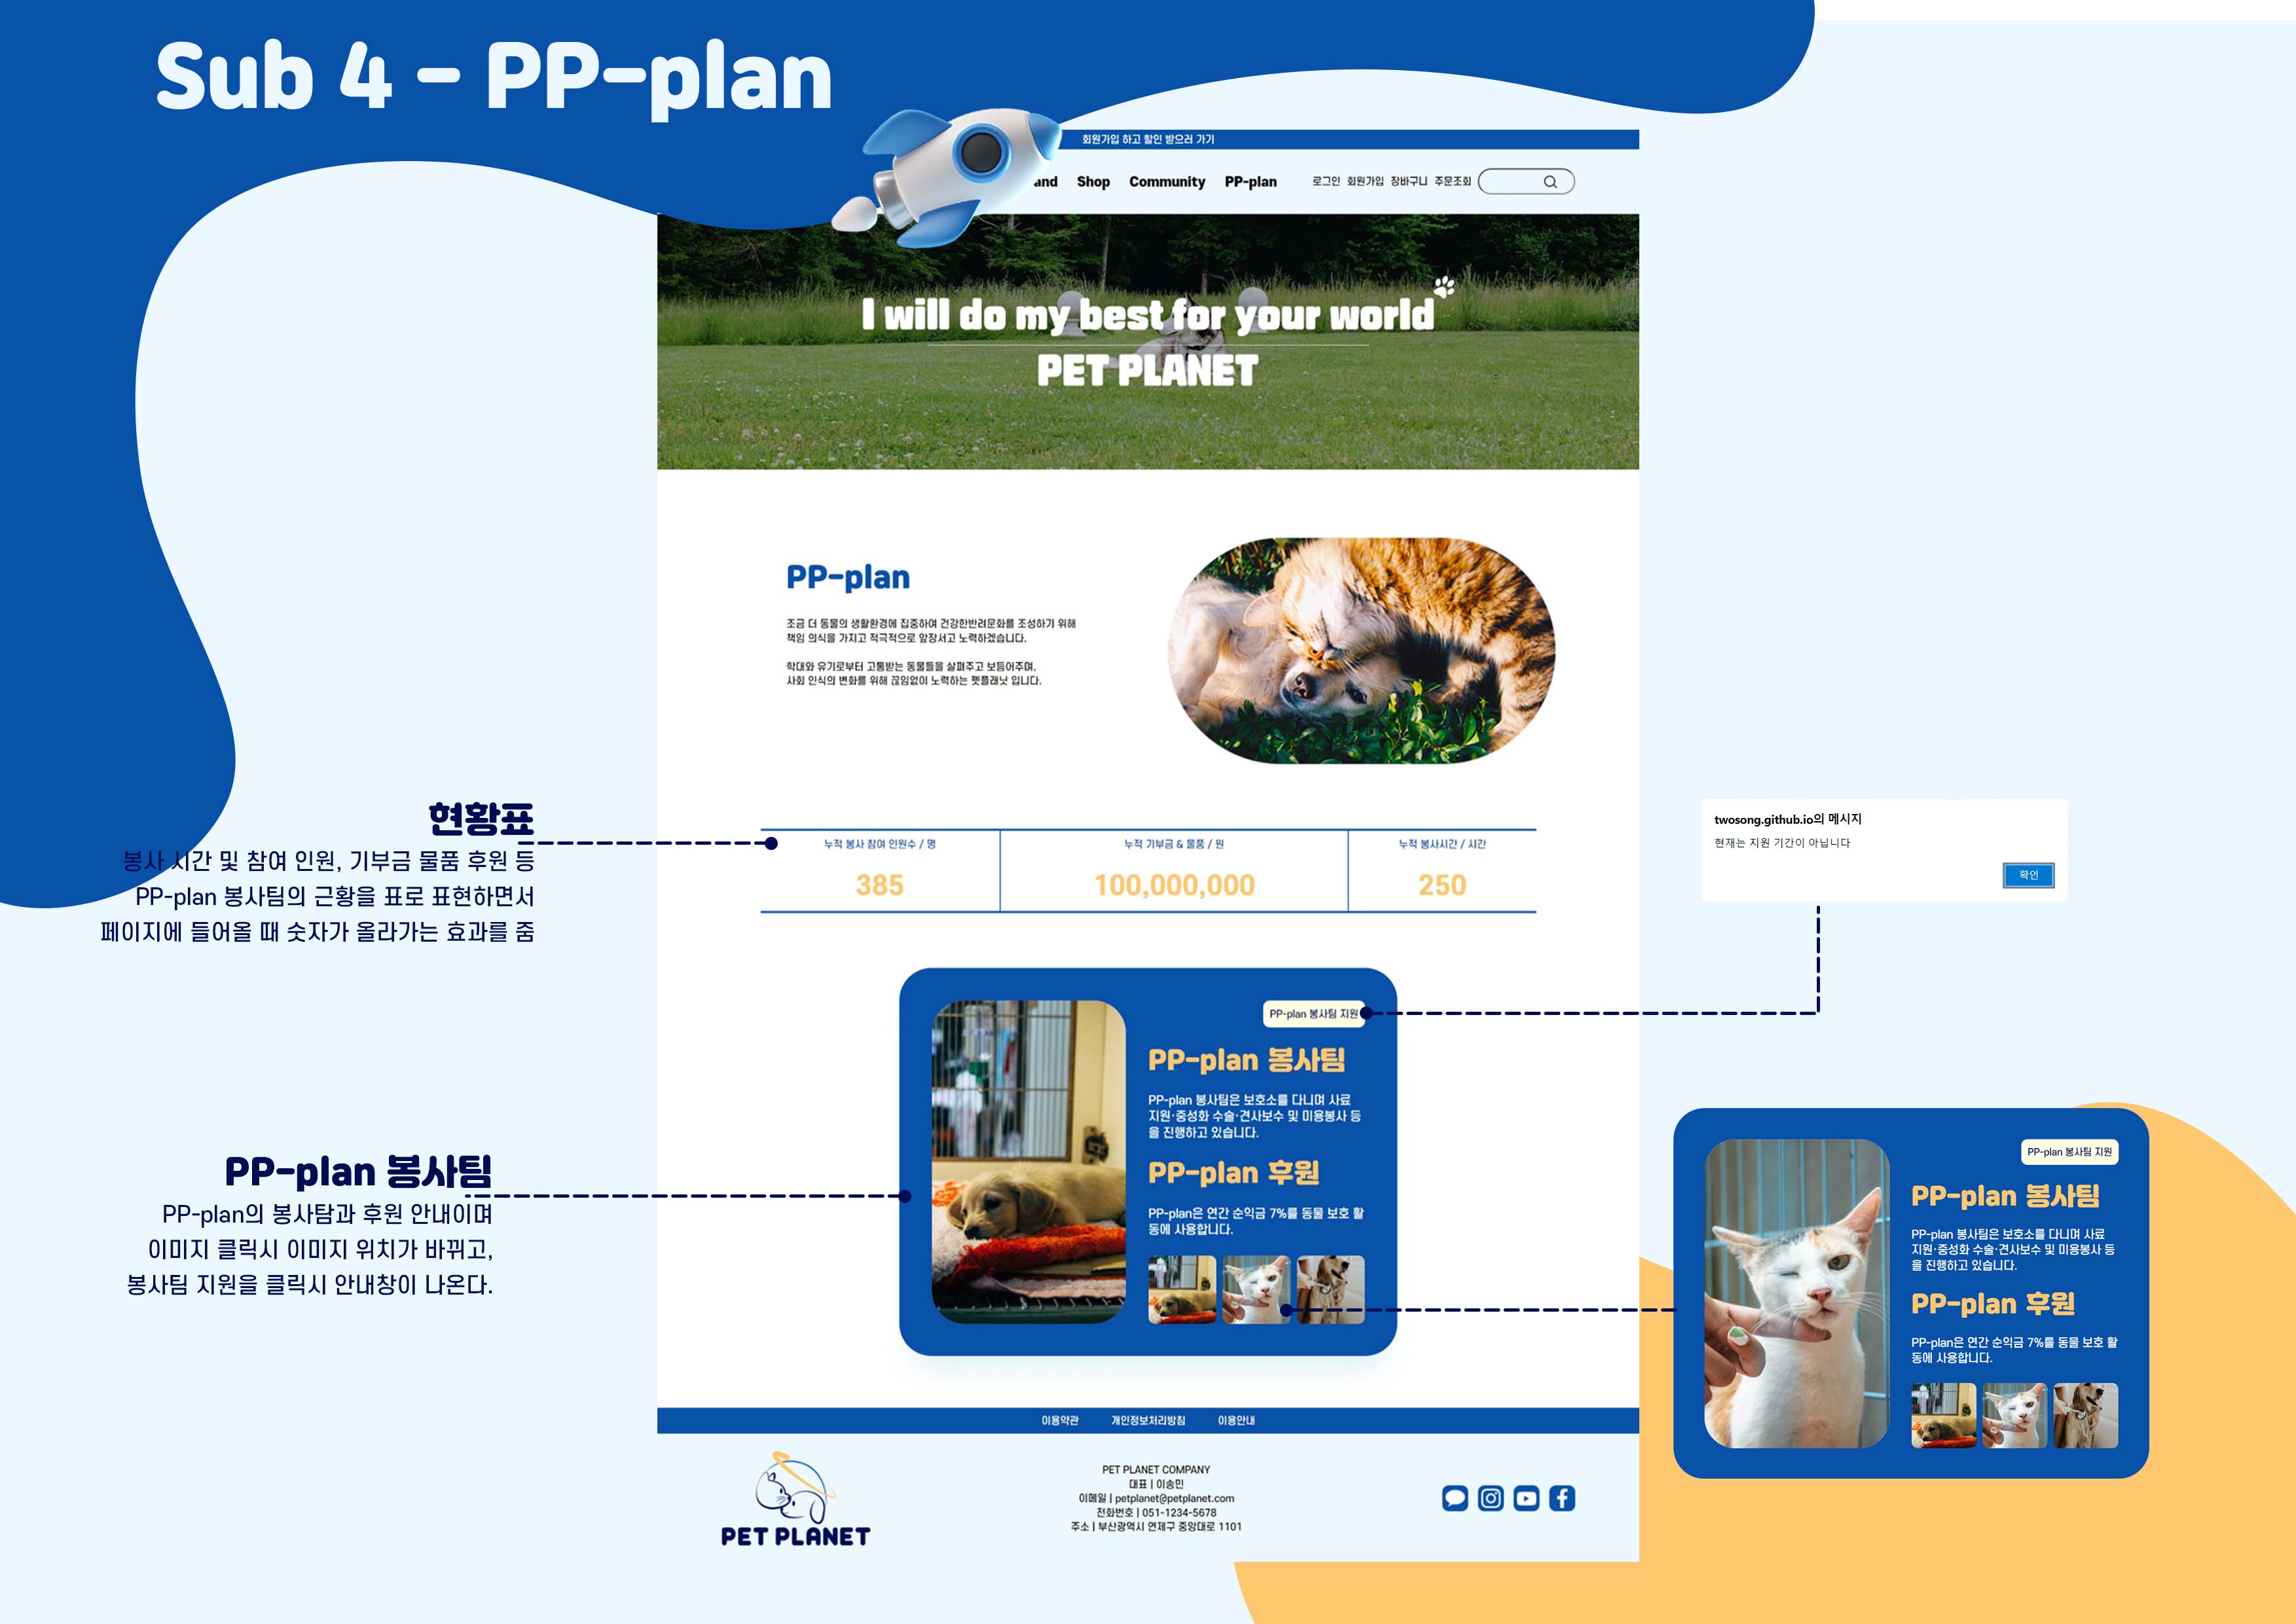 Sub 4 - PP-plan
회원가입 하고 할인 받으러 가기
and Shop Community PP-plan 로그인 회원가입 장바구니 주문조회
I will do my best for your world
PET PLANET
PP-plan
조금 더 동물의 생활환경에 집중하여 건강한반려문화를 조성하기 위해
책임 의식을 가지고 적극적으로 앞장서고 노력하겠습니다.
학대와 유기로부터 고통받는 동물들을 살펴주고 보듬어주며,
사회 인식의 변화를 위해 끊임없이 노력하는 펫플래닛 입니다.
현황표
봉사 시간 및 참여 인원, 기부금 물품 후원 등
PP-plan 봉사팀의 근황을 표로 표현하면서
페이지에 들어올 때 숫자가 올라가는 효과를 줌
누적 봉사 참여 인원수 / 명
385
누적 기부금 & 물품 / 원
100,000,000
누적 봉사시간 / 시간
250
twosong.github.io의 메시지
현재는 지원 기간이 아닙니다
확인
PP-plan 봉사팀
PP-plan의 봉사탐과 후원 안내이며
이미지 클릭시 이미지 위치가 바뀌고,
봉사팀 지원을 클릭시 안내창이 나온다.
PP-plan 봉사팀 지원
PP-plan 봉사팀
PP-plan 봉사팀은 보호소를 다니며 사료
지원·중성화 수술·견사보수 및 미용봉사 등
을 진행하고 있습니다.
PP-plan 후원
PP-plan은 연간 순익금 7%를 동물 보호 활
동에 사용합니다.
PP-plan 봉사팀 지원
PP-plan 봉사팀
PP-plan 봉사팀은 보호소를 다니며 사료
지원·중성화 수술·견사보수 및 미용봉사 등
을 진행하고 있습니다.
PP-plan 후원
PP-plan은 연간 순익금 7%를 동물 보호 활
동에 사용합니다.
이용약관 개인정보처리방침 이용안내
PET PLANET
PET PLANET COMPANY
대표 | 이송민
이메일 | petplanet@petplanet.com
전화번호 | 051-1234-5678
주소 | 부산광역시 연제구 중앙대로 1101